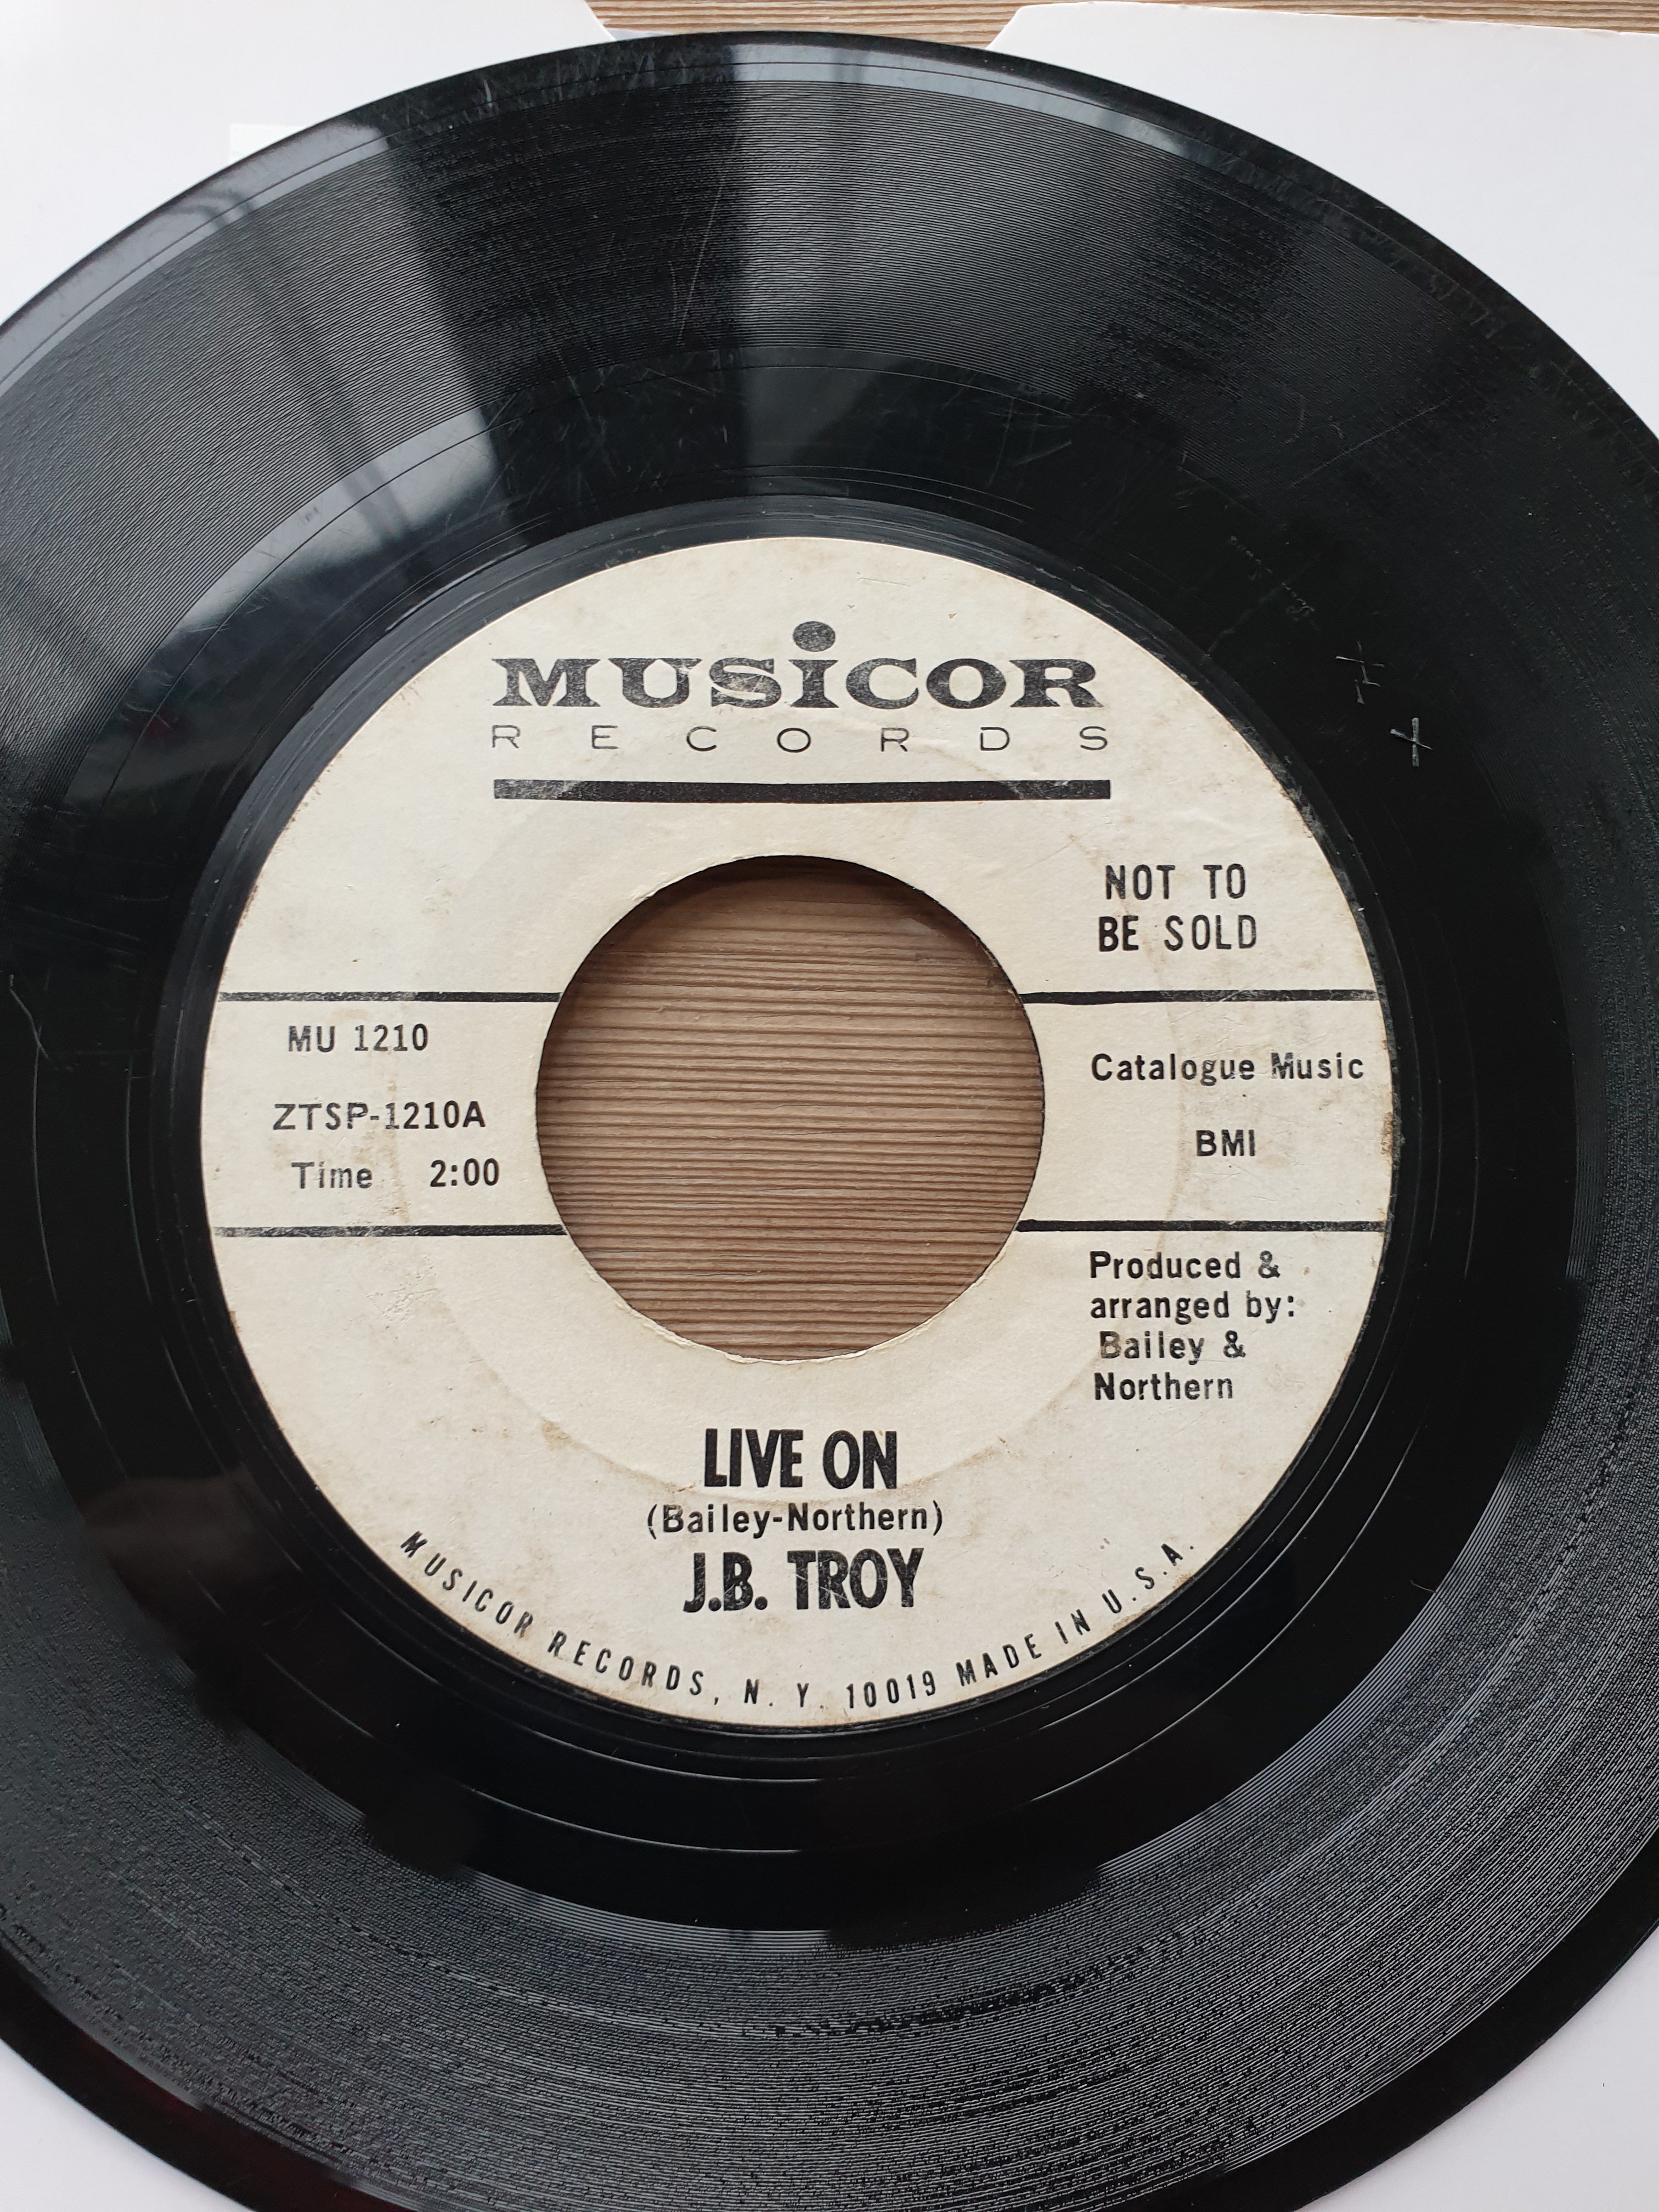 MUSiCOR
RECORDS
NOT TO
BE SOLD
MU 1210
ZTSP-1210A
Time 2:00
Catalogue Music
BMI
Produced &
arranged by:
Bailey &
Northern
LIVE ON
(Bailey-Northern)
J.B. TROY
MUSICOR RECORDS, N. Y. 10019 MADE IN U.S.A.